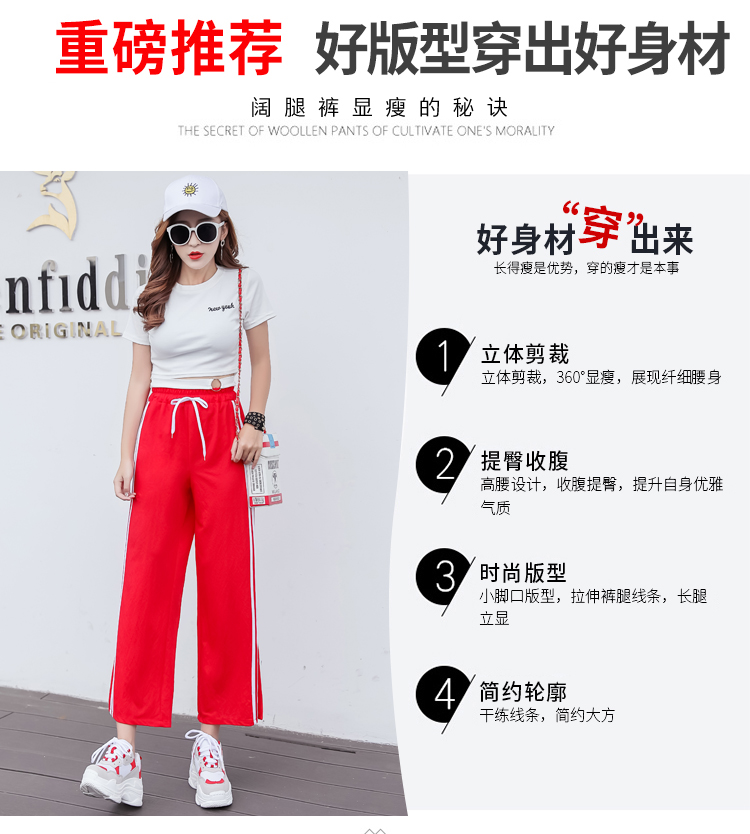 重磅推荐 好版型穿出好身材
阔腿裤显瘦的秘诀
THE SECRET OF WOOLLEN PANTS OF CULTIVATE ONE'S MORALITY
nfiddi
E ORIGINAL
New york
好身材“穿”出来
长得瘦是优势，穿的瘦才是本事
1 立体剪裁
立体剪裁，360°显瘦，展现纤细腰身
2 提臀收腹
高腰设计，收腹提臀，提升自身优雅
气质
3 时尚版型
小脚口版型，拉伸裤腿线条，长腿
立显
4 简约轮廓
干练线条，简约大方